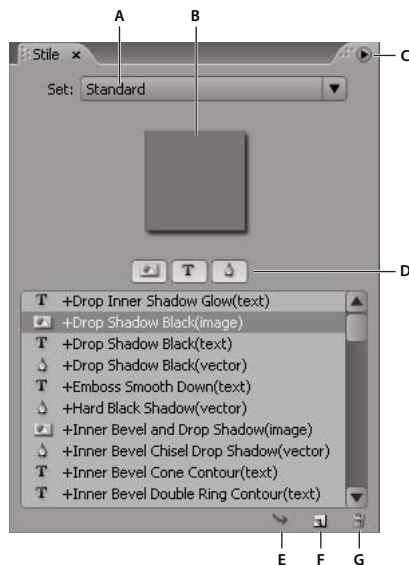 A
B
C
Stile x
Set: Standard
D
T
T +Drop Inner Shadow Glow(text)
+Drop Shadow Black(image)
T +Drop Shadow Black(text)
+Drop Shadow Black(vector)
T +Emboss Smooth Down(text)
+Hard Black Shadow(vector)
+Inner Bevel and Drop Shadow(image)
+Inner Bevel Chisel Drop Shadow(vector)
T +Inner Bevel Cone Contour(text)
T +Inner Bevel Double Ring Contour(text)
E F G